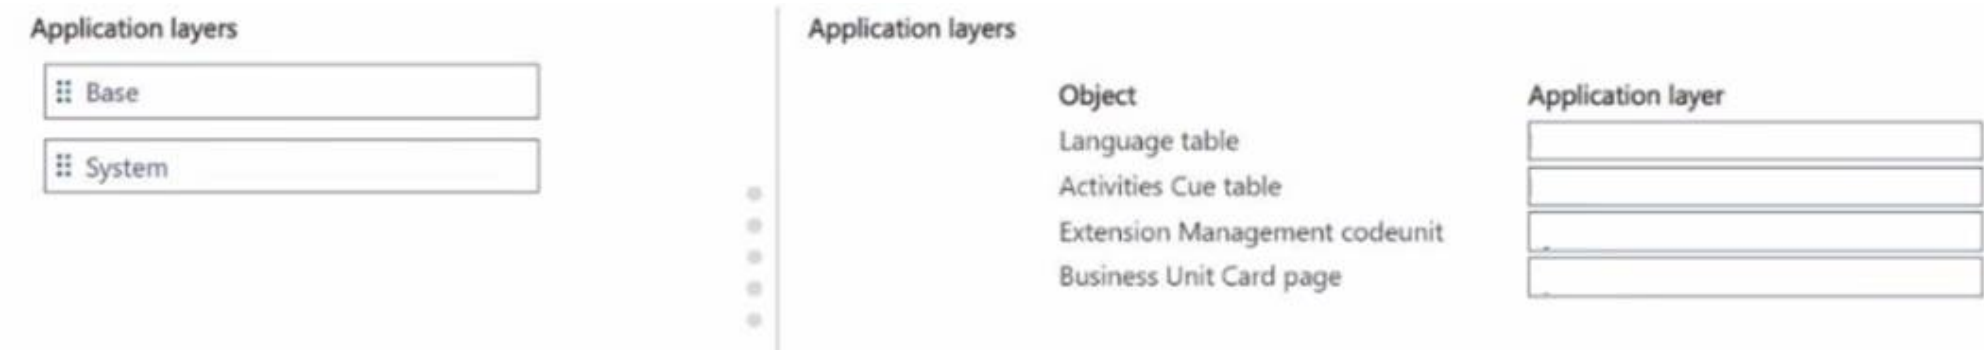 Application layers
Base
System
Application layers
Object Application layer
Language table
Activities Cue table
Extension Management codeunit
Business Unit Card page